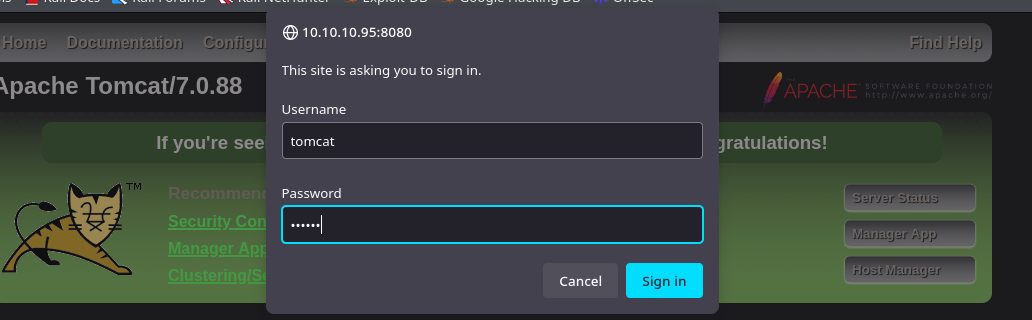 Kali Docs Kali Forums Kali NetHunter Exploit-DB Google Hacking DB OffSec
10.10.10.95:8080
Home Documentation Find Help
This site is asking you to sign in.
Apache Tomcat/7.0.88
APACHE SOFTWARE FOUNDATION
http://www.apache.org/
Username
tomcat
If you're see gratulations!
Password
TM
••••••
Server Status
Security Con
Manager App
Manager App
Clustering/Se
Host Manager
Cancel Sign in